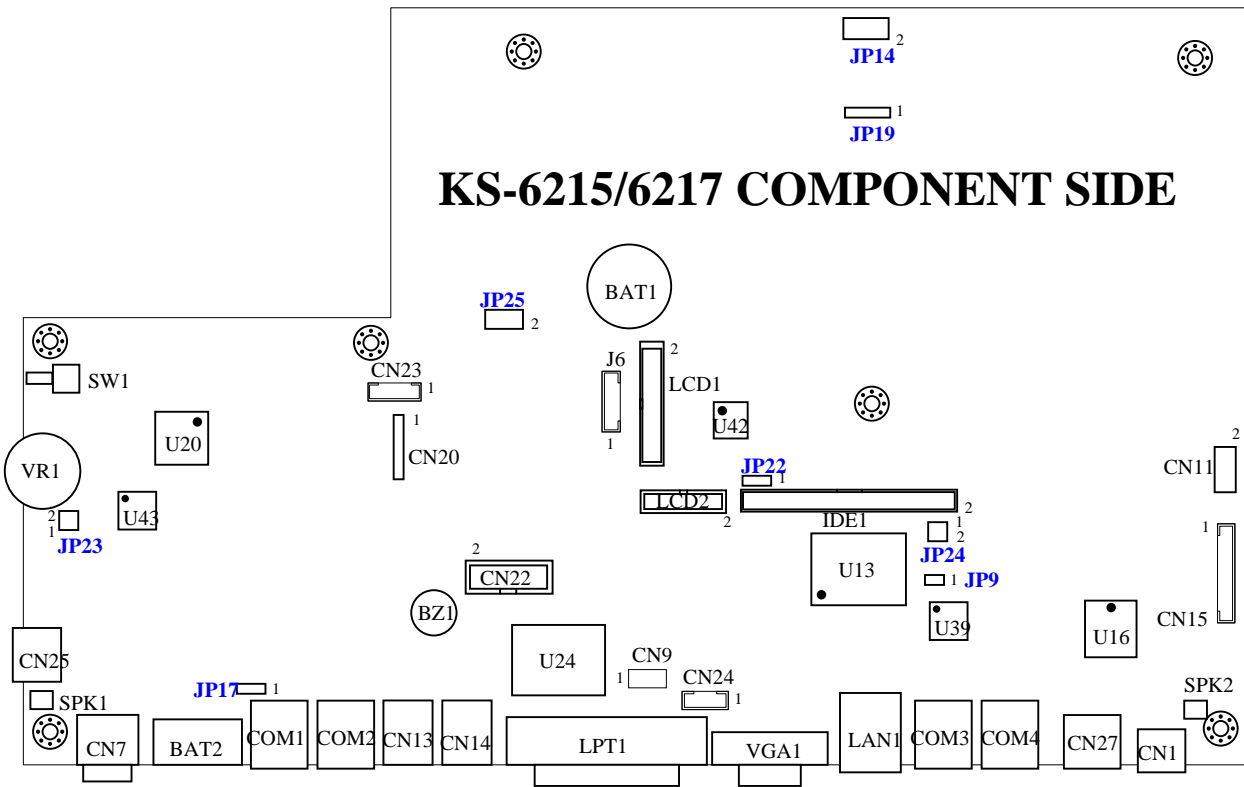 2
JP14
1
JP19
KS-6215/6217 COMPONENT SIDE
BAT1
JP25
2
J6
2
CN23
1
LCD1
SW1
U42
1
U20
1
2
CN20
CN11
VR1
JP22
1
LCD2
2
2
IDE1
2
1
U43
JP23
1
2
JP24
2
CN22
U13
1
JP9
BZ1
U39
U16
CN15
1
CN25
U24
CN9
1
CN24
1
JP17
1
SPK1
SPK2
CN7
BAT2
COM1
COM2
CN13
CN14
LPT1
VGA1
LAN1
COM3
COM4
CN27
CN1